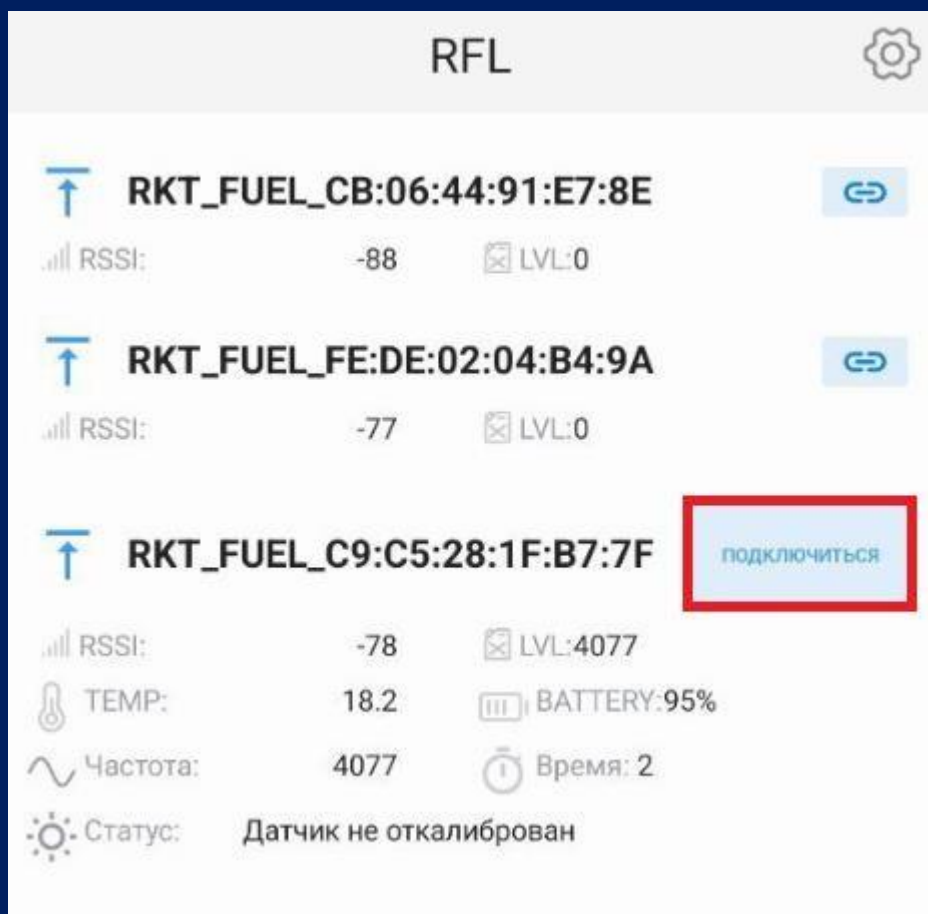 RFL
RKT_FUEL_CB:06:44:91:E7:8E
RSSI: -88 LVL:0
RKT_FUEL_FE:DE:02:04:B4:9A
RSSI: -77 LVL:0
RKT_FUEL_C9:C5:28:1F:B7:7F ПОДКЛЮЧИТЬСЯ
RSSI: -78 LVL:4077
TEMP: 18.2 BATTERY:95%
Частота: 4077 Время: 2
Статус: Датчик не откалиброван